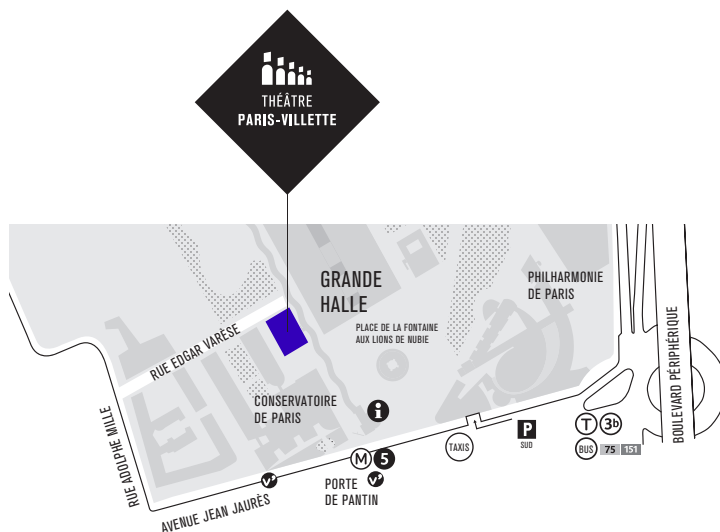 THÉÂTRE
PARIS-VILLETTE
GRANDE
HALLE
PHILHARMONIE
DE PARIS
PLACE DE LA FONTAINE
AUX LIONS DE NUBIE
RUE EDGAR VARÈSE
BOULEVARD PÉRIPHÉRIQUE
CONSERVATOIRE
DE PARIS
i
RUE ADOLPHE MILLE
TAXIS
P
SUD
T 3b
BUS 75 151
M 5
PORTE
DE PANTIN
AVENUE JEAN JAURÈS